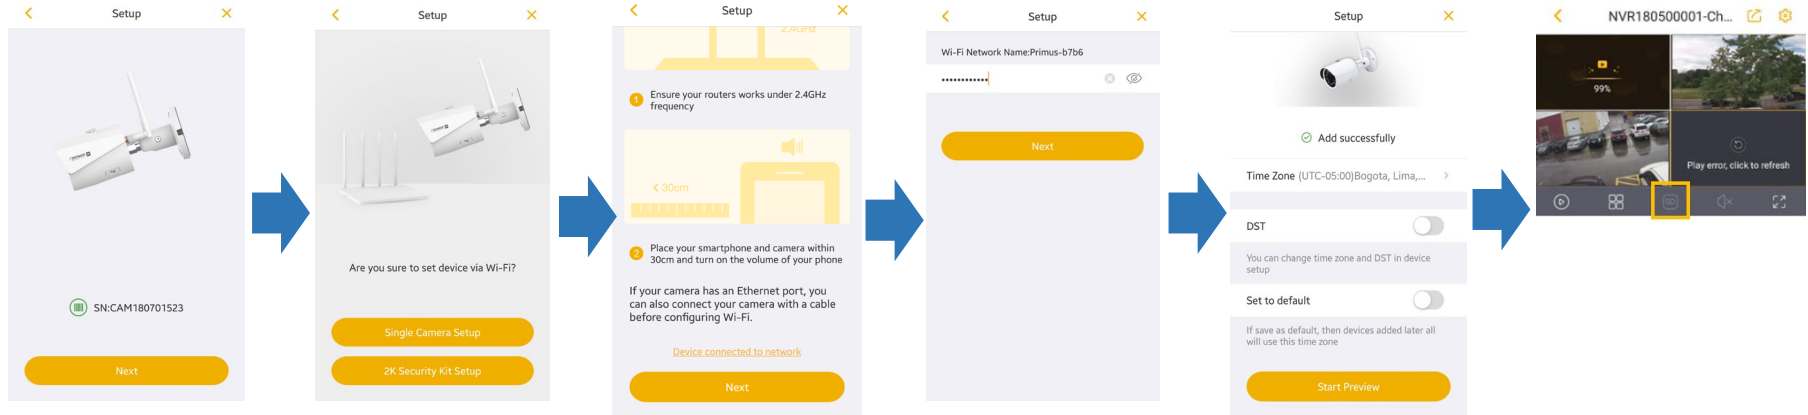 Setup
SN:CAM180701523
Next
Setup
Are you sure to set device via Wi-Fi?
Single Camera Setup
2K Security Kit Setup
Setup
2.4GHz
1 Ensure your routers works under 2.4GHz
frequency
< 30cm
2 Place your smartphone and camera within
30cm and turn on the volume of your phone
If your camera has an Ethernet port, you
can also connect your camera with a cable
before configuring Wi-Fi.
Device connected to network
Next
Setup
Wi-Fi Network Name:Primus-b7b6
••••••••••••
Next
Setup
Add successfully
Time Zone (UTC-05:00)Bogota, Lima,... >
DST
You can change time zone and DST in device
setup
Set to default
If save as default, then devices added later all
will use this time zone
Start Preview
NVR180500001-Ch...
99%
Play error, click to refresh
SD